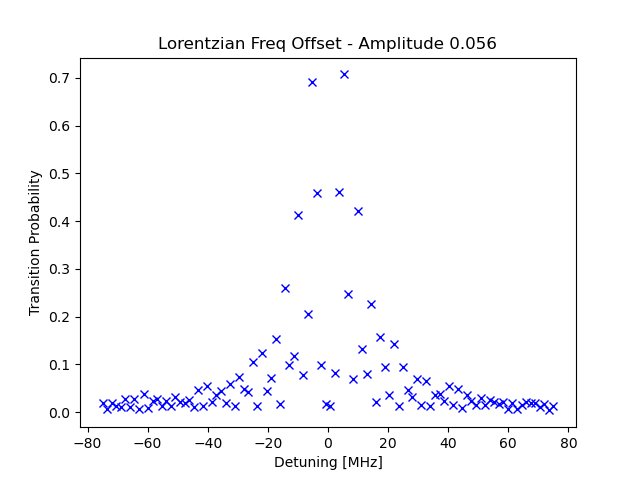 Lorentzian Freq Offset - Amplitude 0.056
0.7
0.6
0.5
0.4
0.3
0.2
0.1
0.0
Transition Probability
−80 −60 −40 −20 0 20 40 60 80
Detuning [MHz]